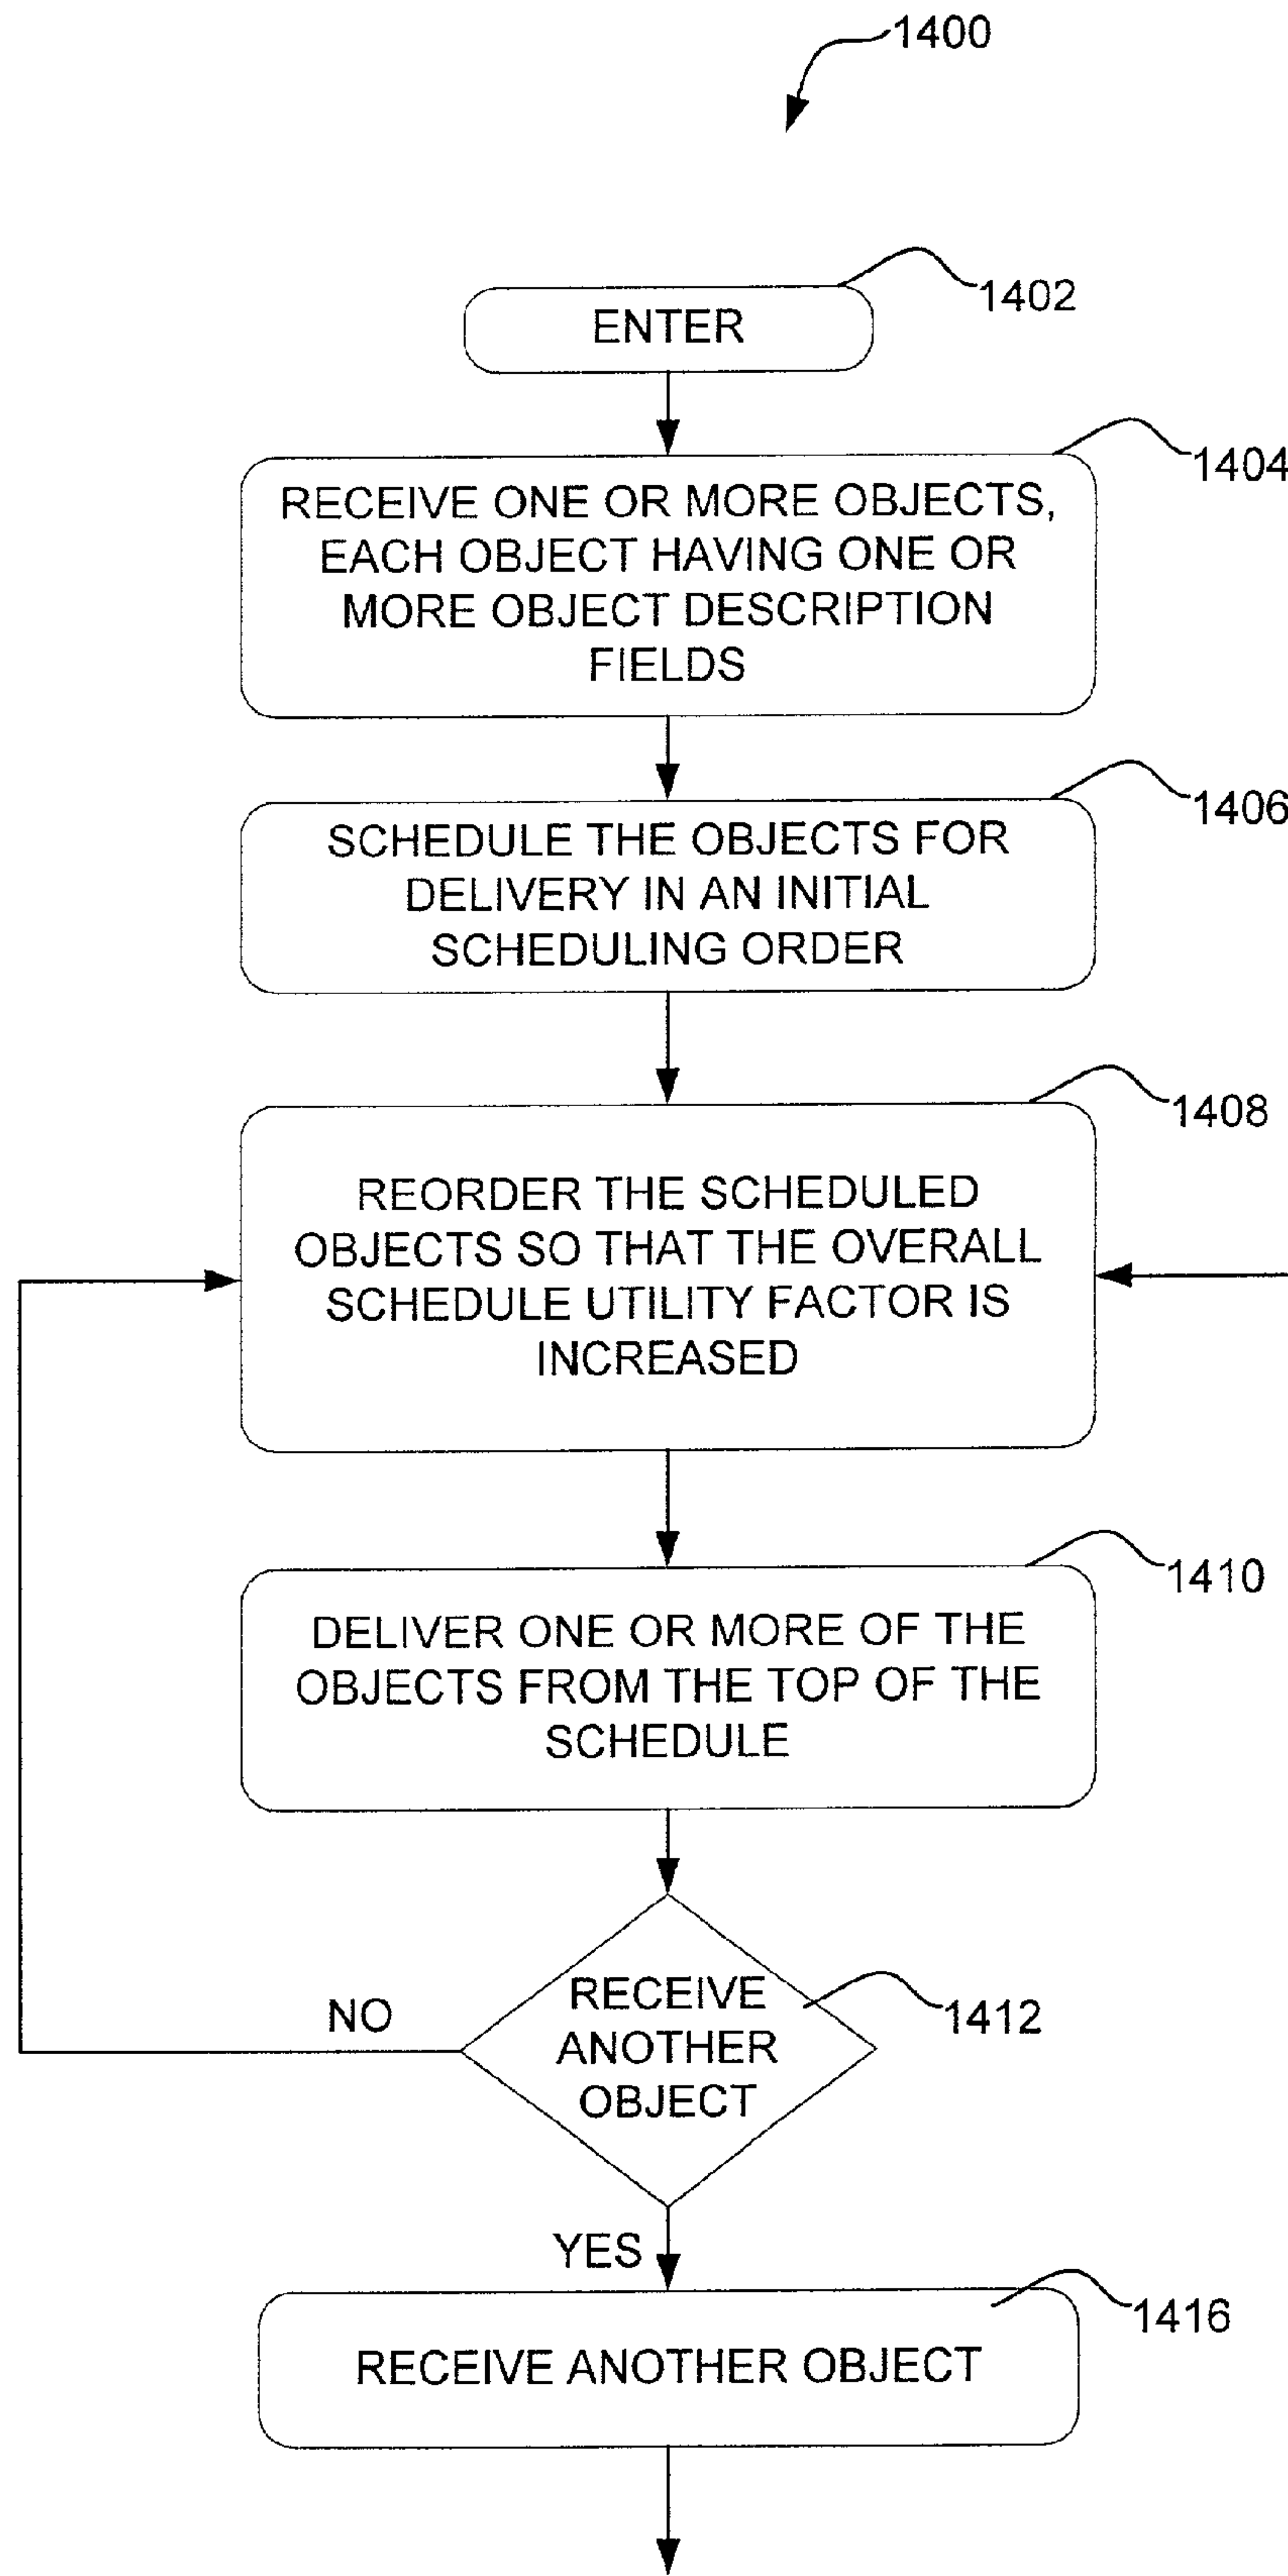 1400
1402
ENTER
1404
RECEIVE ONE OR MORE OBJECTS,
EACH OBJECT HAVING ONE OR
MORE OBJECT DESCRIPTION
FIELDS
1406
SCHEDULE THE OBJECTS FOR
DELIVERY IN AN INITIAL
SCHEDULING ORDER
1408
REORDER THE SCHEDULED
OBJECTS SO THAT THE OVERALL
SCHEDULE UTILITY FACTOR IS
INCREASED
1410
DELIVER ONE OR MORE OF THE
OBJECTS FROM THE TOP OF THE
SCHEDULE
1412
RECEIVE
ANOTHER
OBJECT
NO
YES
1416
RECEIVE ANOTHER OBJECT